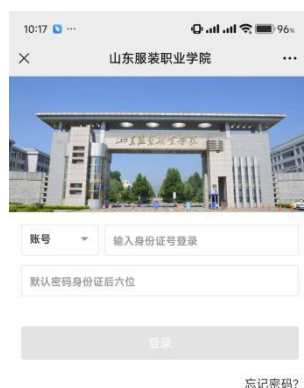 10:17 ··· 96%
山东服装职业学院
山东服装职业学院
账号 输入身份证号登录
默认密码身份证后六位
登录
忘记密码?